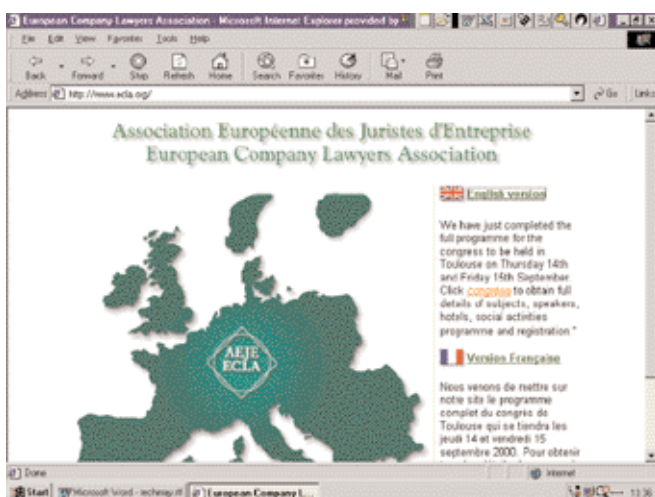 European Company Lawyers Association - Microsoft Internet Explorer provided by
File Edit View Favorites Tools Help
Back Forward Stop Refresh Home Search Favorites History Mail Print
Address http://www.ecla.org/ Go Links
Association Européenne des Juristes d'Entreprise
European Company Lawyers Association
English version
We have just completed the
full programme for the
congress to be held in
Toulouse on Thursday 14th
and Friday 15th September.
Click congress to obtain full
details of subjects, speakers,
hotels, social activities
programme and registration."
AEJE
ECLA
Version Française
Nous venons de mettre sur
notre site le programme
complet du congrès de
Toulouse qui se tiendra les
jeudi 14 et vendredi 15
septembre 2000. Pour obtenir
Done Internet
Start Microsoft Word - European Company L... 13:36